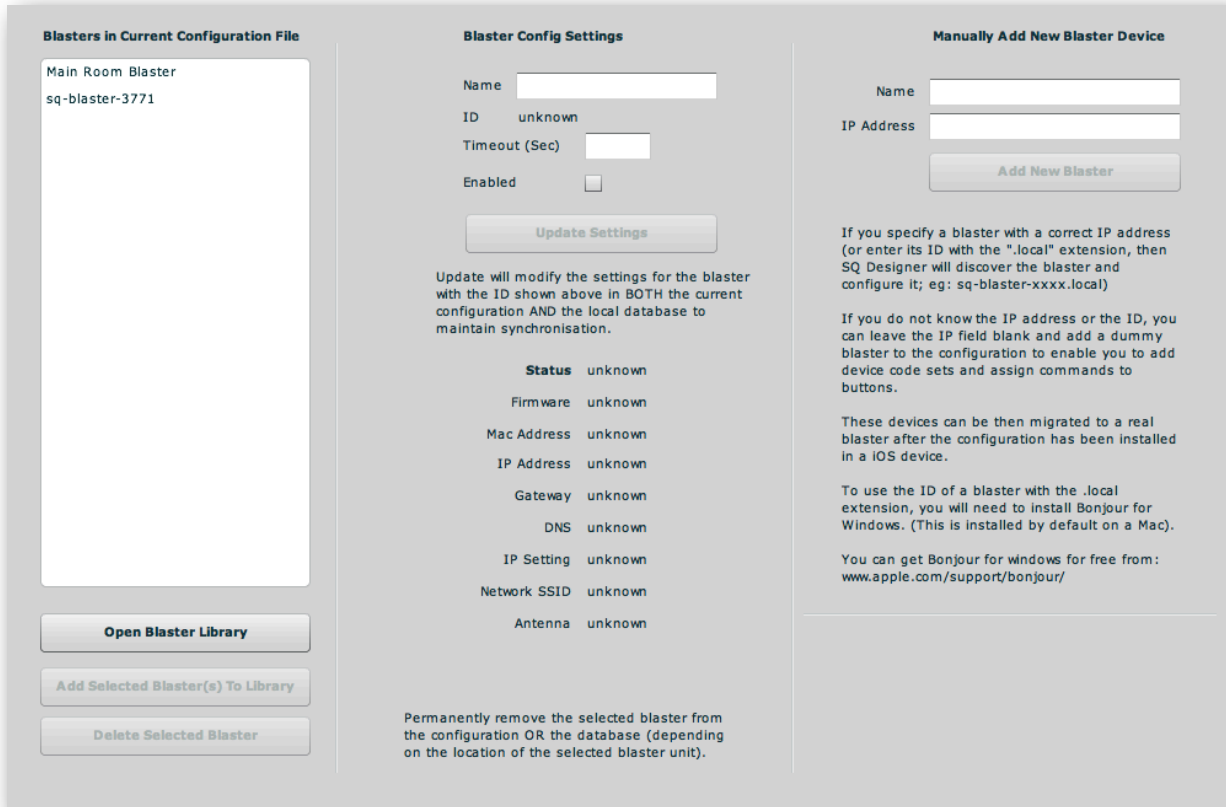 Blasters in Current Configuration File
Main Room Blaster
sq-blaster-3771
Open Blaster Library
Add Selected Blaster(s) To Library
Delete Selected Blaster
Blaster Config Settings
Name
ID unknown
Timeout (Sec)
Enabled
Update Settings
Update will modify the settings for the blaster
with the ID shown above in BOTH the current
configuration AND the local database to
maintain synchronisation.
Status unknown
Firmware unknown
Mac Address unknown
IP Address unknown
Gateway unknown
DNS unknown
IP Setting unknown
Network SSID unknown
Antenna unknown
Permanently remove the selected blaster from
the configuration OR the database (depending
on the location of the selected blaster unit).
Manually Add New Blaster Device
Name
IP Address
Add New Blaster
If you specify a blaster with a correct IP address
(or enter its ID with the ".local" extension, then
SQ Designer will discover the blaster and
configure it; eg: sq-blaster-xxxx.local)
If you do not know the IP address or the ID, you
can leave the IP field blank and add a dummy
blaster to the configuration to enable you to add
device code sets and assign commands to
buttons.
These devices can be then migrated to a real
blaster after the configuration has been installed
in a iOS device.
To use the ID of a blaster with the .local
extension, you will need to install Bonjour for
Windows. (This is installed by default on a Mac).
You can get Bonjour for windows for free from:
www.apple.com/support/bonjour/